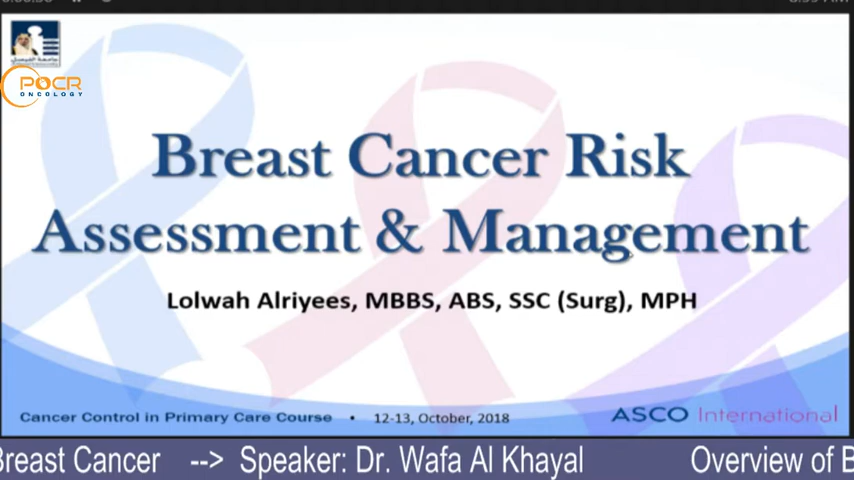 POCR
ONCOLOGY
Breast Cancer Risk
Assessment & Management
Lolwah Alriyees, MBBS, ABS, SSC (Surg), MPH
Cancer Control in Primary Care Course • 12-13, October, 2018
ASCO International
Breast Cancer --> Speaker: Dr. Wafa Al Khayal Overview of B